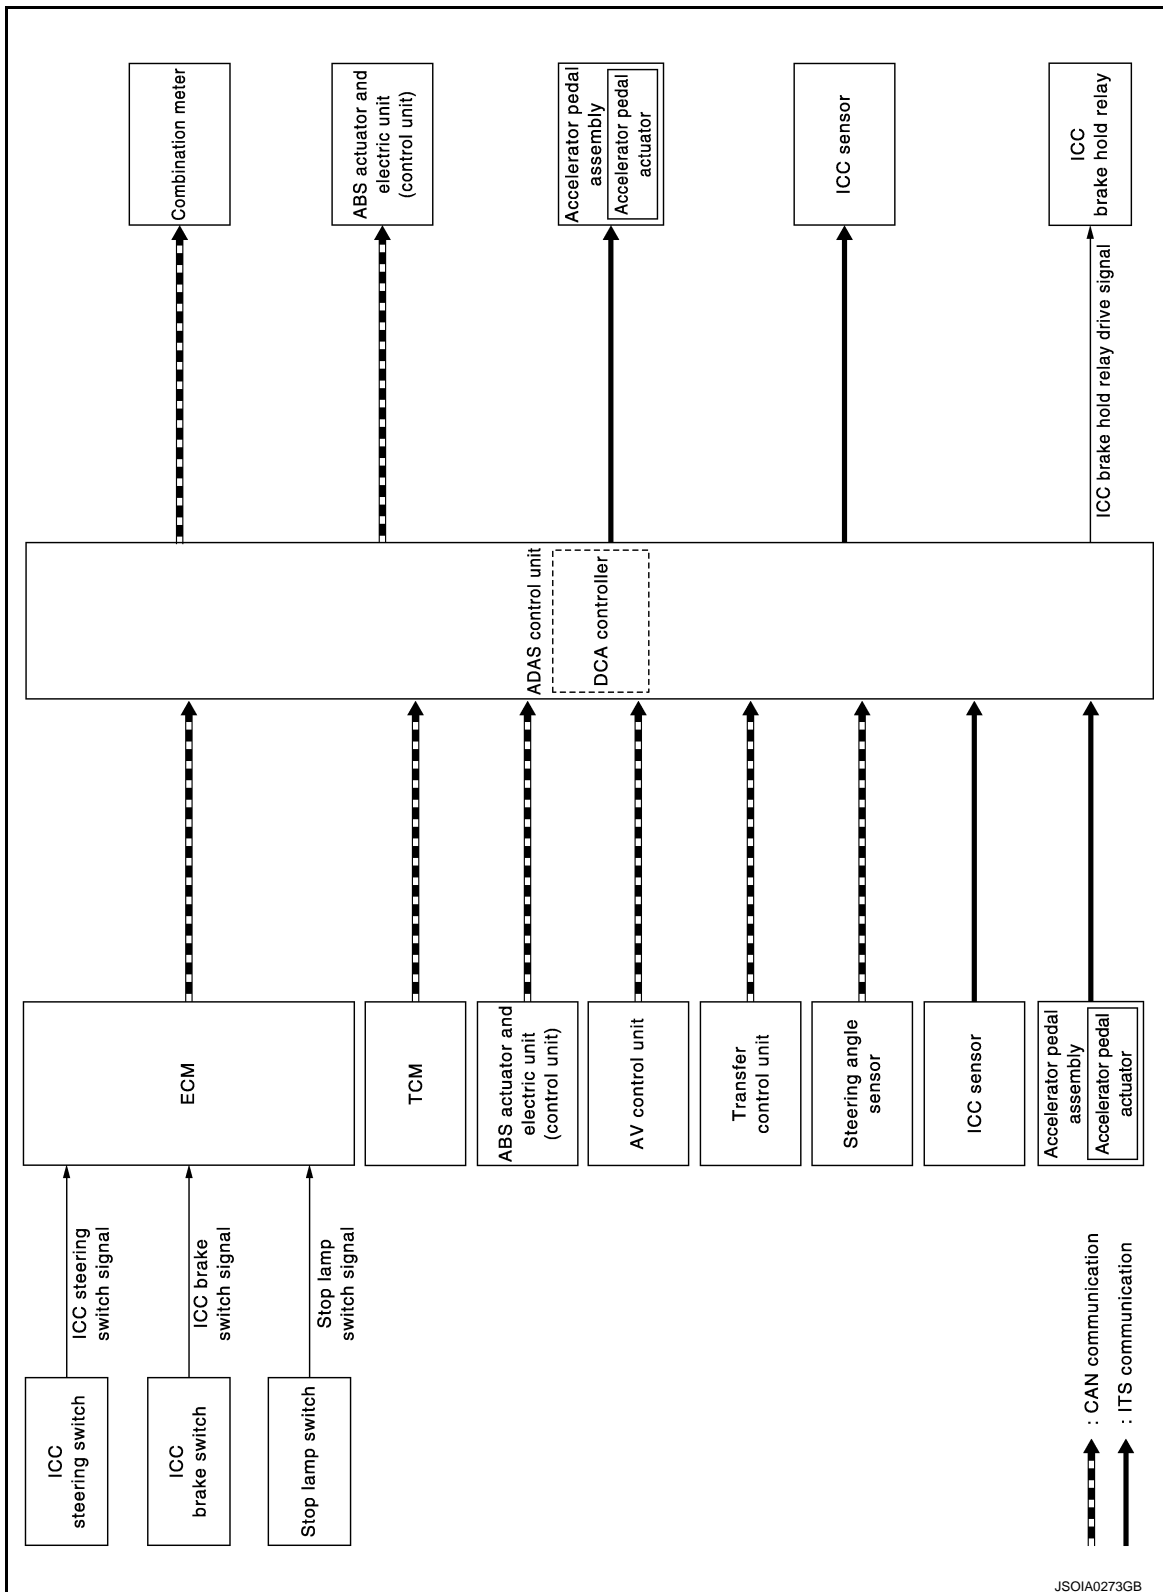 ICC
steering switch
ICC steering
switch signal
ICC
brake switch
ICC brake
switch signal
Stop lamp switch
Stop lamp
switch signal
ECM
TCM
ABS actuator and
electric unit
(control unit)
AV control unit
Transfer
control unit
Steering angle
sensor
ICC sensor
Accelerator pedal
assembly
Accelerator pedal
actuator
ADAS control unit
DCA controller
Combination meter
ABS actuator and
electric unit
(control unit)
Accelerator pedal
assembly
Accelerator pedal
actuator
ICC sensor
ICC brake hold relay drive signal
ICC
brake hold relay
: CAN communication
: ITS communication
JSOIA0273GB